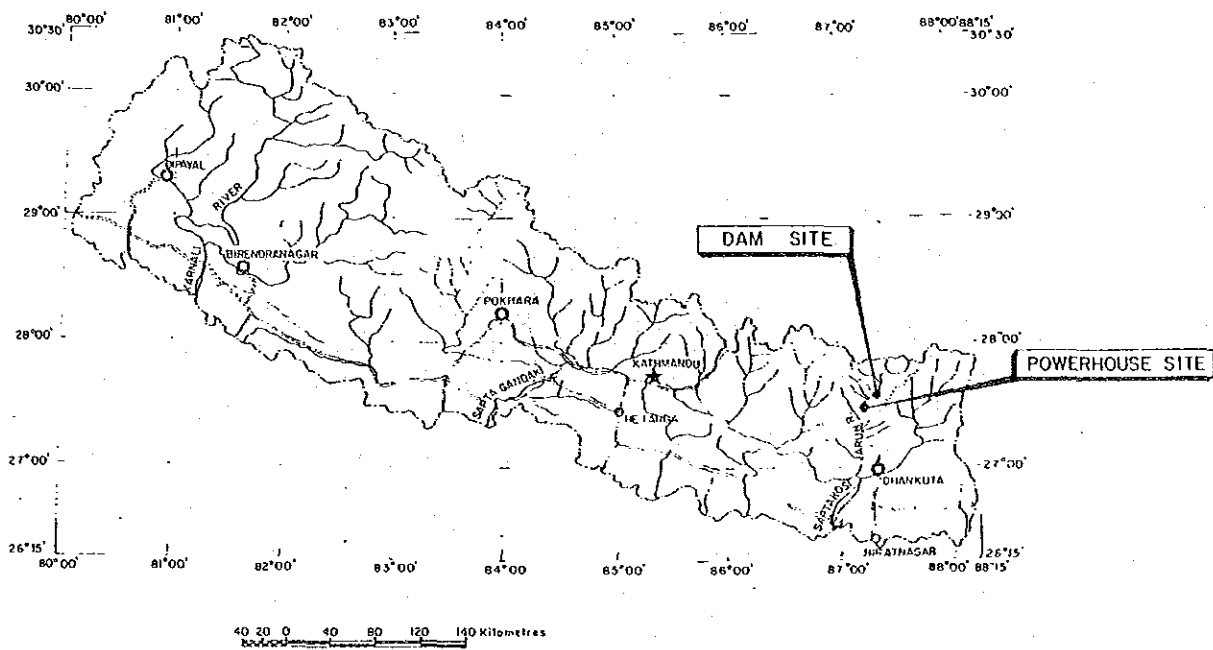 80°00' 81°00' 82°00' 83°00' 84°00' 85°00' 86°00' 87°00' 88°00' 88°15'
30°30' 30°30'
30°00' 30°00'
DIPAYAL
RIVER
29°00' 29°00'
DAM SITE
BIRENDRANAGAR
KARNALI
POKHARA
28°00' 28°00'
KATHMANDU
POWERHOUSE SITE
SAPTA GANDAKI
ARUN R.
27°00' 27°00'
DHANKUTA
SAPTAKOSI
26°15' 26°15'
80°00' 81°00' 82°00' 83°00' 84°00' 85°00' 86°00' 87°00' 88°00' 88°15'
40 20 0 40 80 120 140 Kilometres